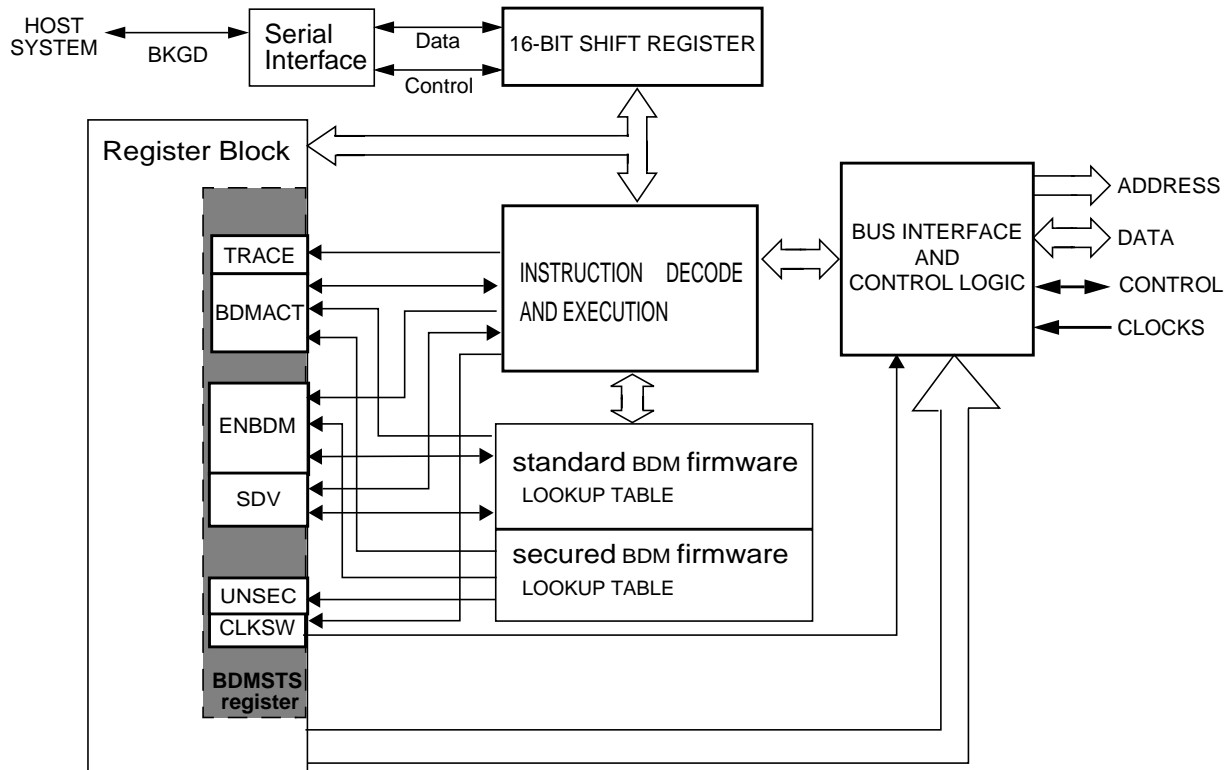 HOST
SYSTEM
BKGD
Serial
Interface
Data
Control
16-BIT SHIFT REGISTER
Register Block
TRACE
BDMACT
ENBDM
SDV
UNSEC
CLKSW
BDMSTS
register
INSTRUCTION DECODE
AND EXECUTION
standard BDM firmware
LOOKUP TABLE
secured BDM firmware
LOOKUP TABLE
BUS INTERFACE
AND
CONTROL LOGIC
ADDRESS
DATA
CONTROL
CLOCKS